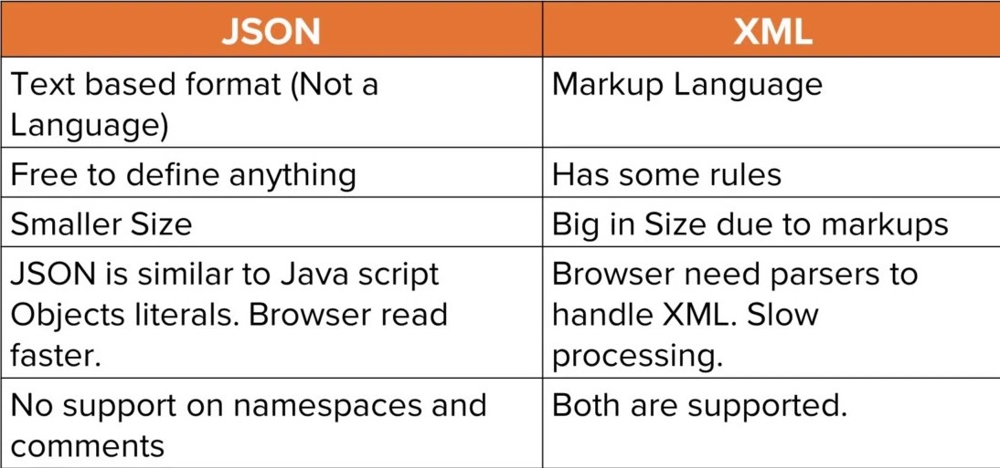 JSON
XML
Text based format (Not a
Language)
Markup Language
Free to define anything
Has some rules
Smaller Size
Big in Size due to markups
JSON is similar to Java script
Objects literals. Browser read
faster.
Browser need parsers to
handle XML. Slow
processing.
No support on namespaces and
comments
Both are supported.